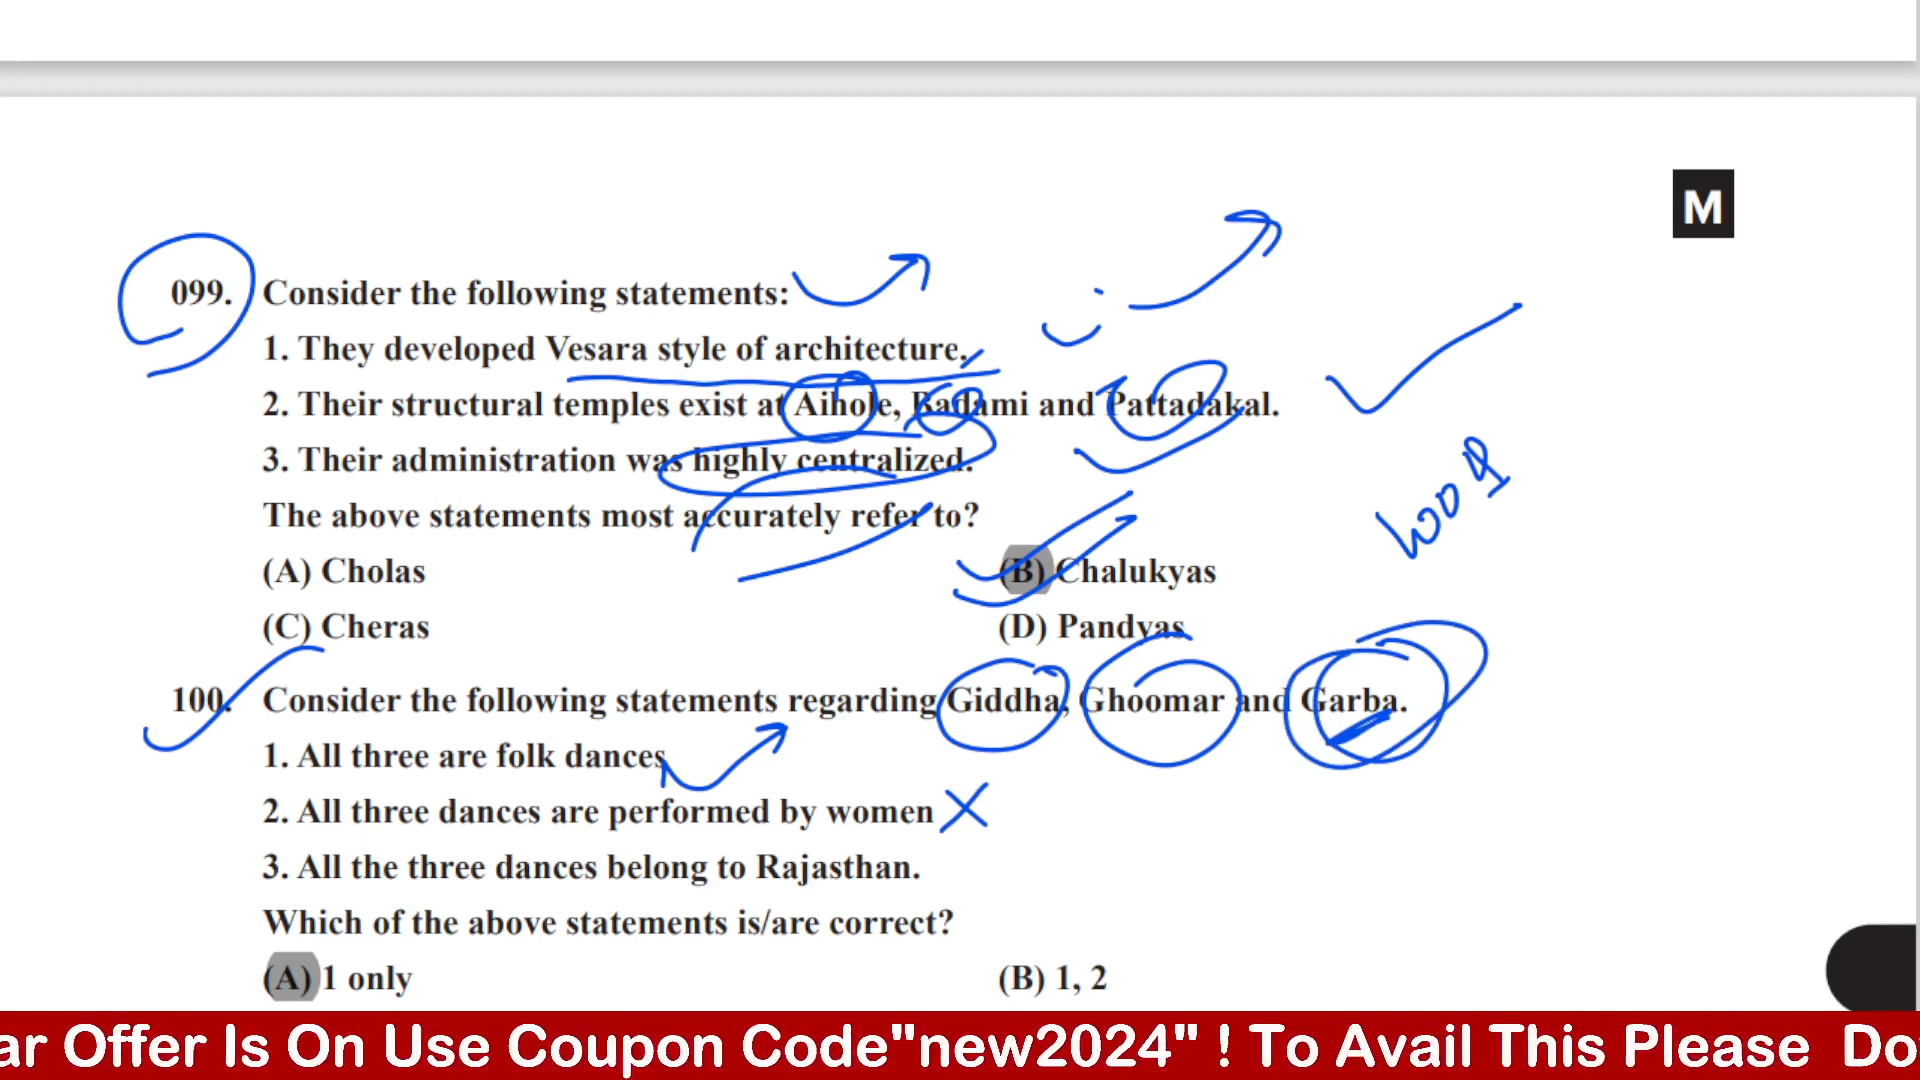 M
099. Consider the following statements:
1. They developed Vesara style of architecture.
2. Their structural temples exist at Aihole, Badami and Pattadakal.
3. Their administration was highly centralized.
The above statements most accurately refer to?
(A) Cholas (B) Chalukyas
(C) Cheras (D) Pandyas
100. Consider the following statements regarding Giddha, Ghoomar and Garba.
1. All three are folk dances
2. All three dances are performed by women
3. All the three dances belong to Rajasthan.
Which of the above statements is/are correct?
(A) 1 only (B) 1, 2
ar Offer Is On Use Coupon Code"new2024" ! To Avail This Please Do